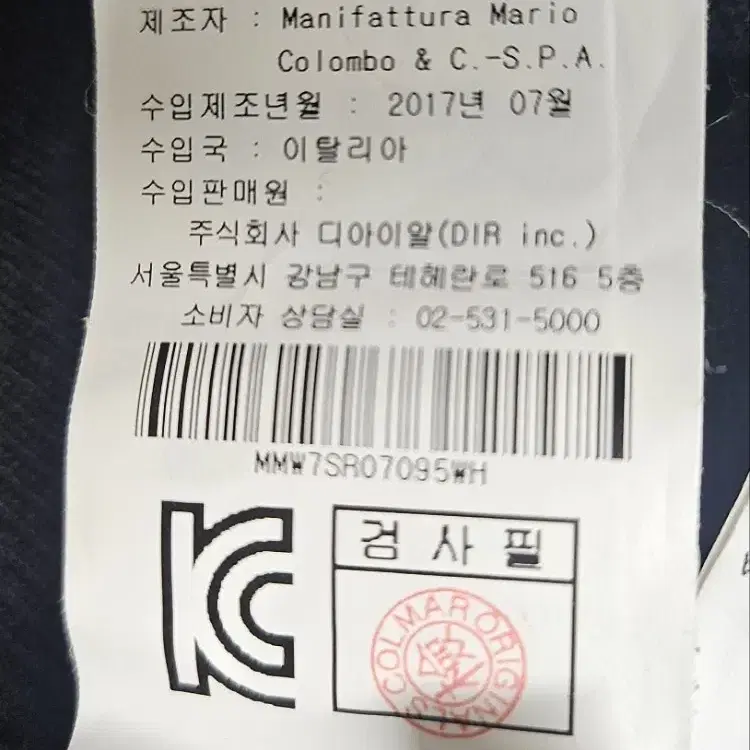 제조자 : Manifattura Mario
Colombo & C.-S.P.A.
수입제조년월 : 2017년 07월
수입국 : 이탈리아
수입판매원 :
주식회사 디아이알(DIR inc.)
서울특별시 강남구 테헤란로 516 5층
소비자 상담실 : 02-531-5000
MMW7SR07095WH
KC
검사필
COLMAR ORIGINALS